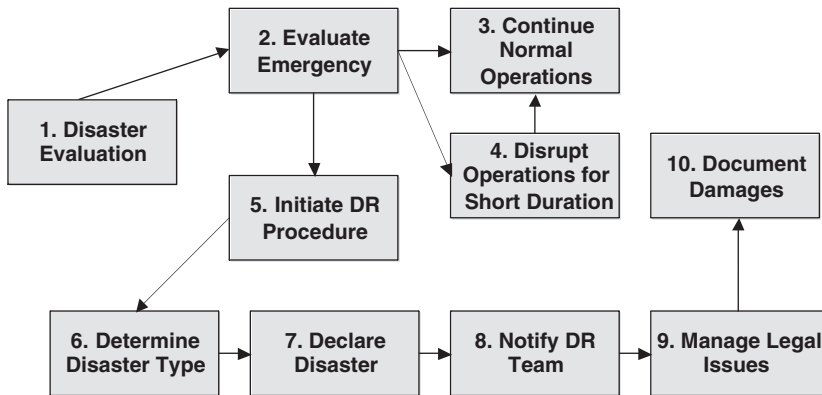 1. Disaster
Evaluation
2. Evaluate
Emergency
3. Continue
Normal
Operations
4. Disrupt
Operations for
Short Duration
5. Initiate DR
Procedure
6. Determine
Disaster Type
7. Declare
Disaster
8. Notify DR
Team
9. Manage Legal
Issues
10. Document
Damages